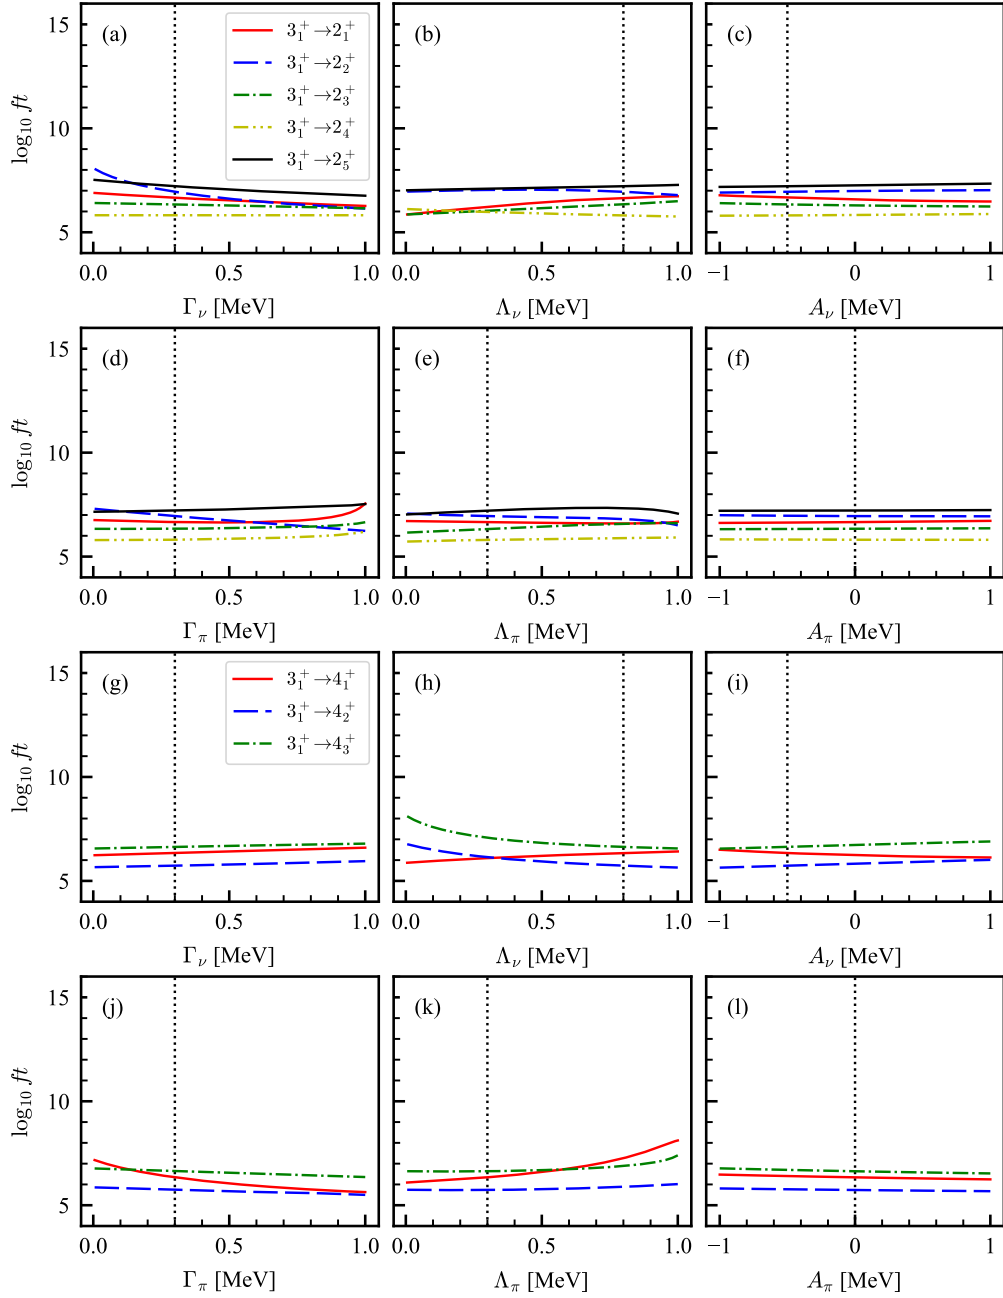 15
10
5
log₁₀ ft
(a)
3₁⁺→2₁⁺
3₁⁺→2₂⁺
3₁⁺→2₃⁺
3₁⁺→2₄⁺
3₁⁺→2₅⁺
(b)
(c)
0.0 0.5 1.0
0.0 0.5 1.0
−1 0 1
Γ_ν [MeV]
Λ_ν [MeV]
A_ν [MeV]
15
10
5
log₁₀ ft
(d)
(e)
(f)
0.0 0.5 1.0
0.0 0.5 1.0
−1 0 1
Γ_π [MeV]
Λ_π [MeV]
A_π [MeV]
15
10
5
log₁₀ ft
(g)
3₁⁺→4₁⁺
3₁⁺→4₂⁺
3₁⁺→4₃⁺
(h)
(i)
0.0 0.5 1.0
0.0 0.5 1.0
−1 0 1
Γ_ν [MeV]
Λ_ν [MeV]
A_ν [MeV]
15
10
5
log₁₀ ft
(j)
(k)
(l)
0.0 0.5 1.0
0.0 0.5 1.0
−1 0 1
Γ_π [MeV]
Λ_π [MeV]
A_π [MeV]